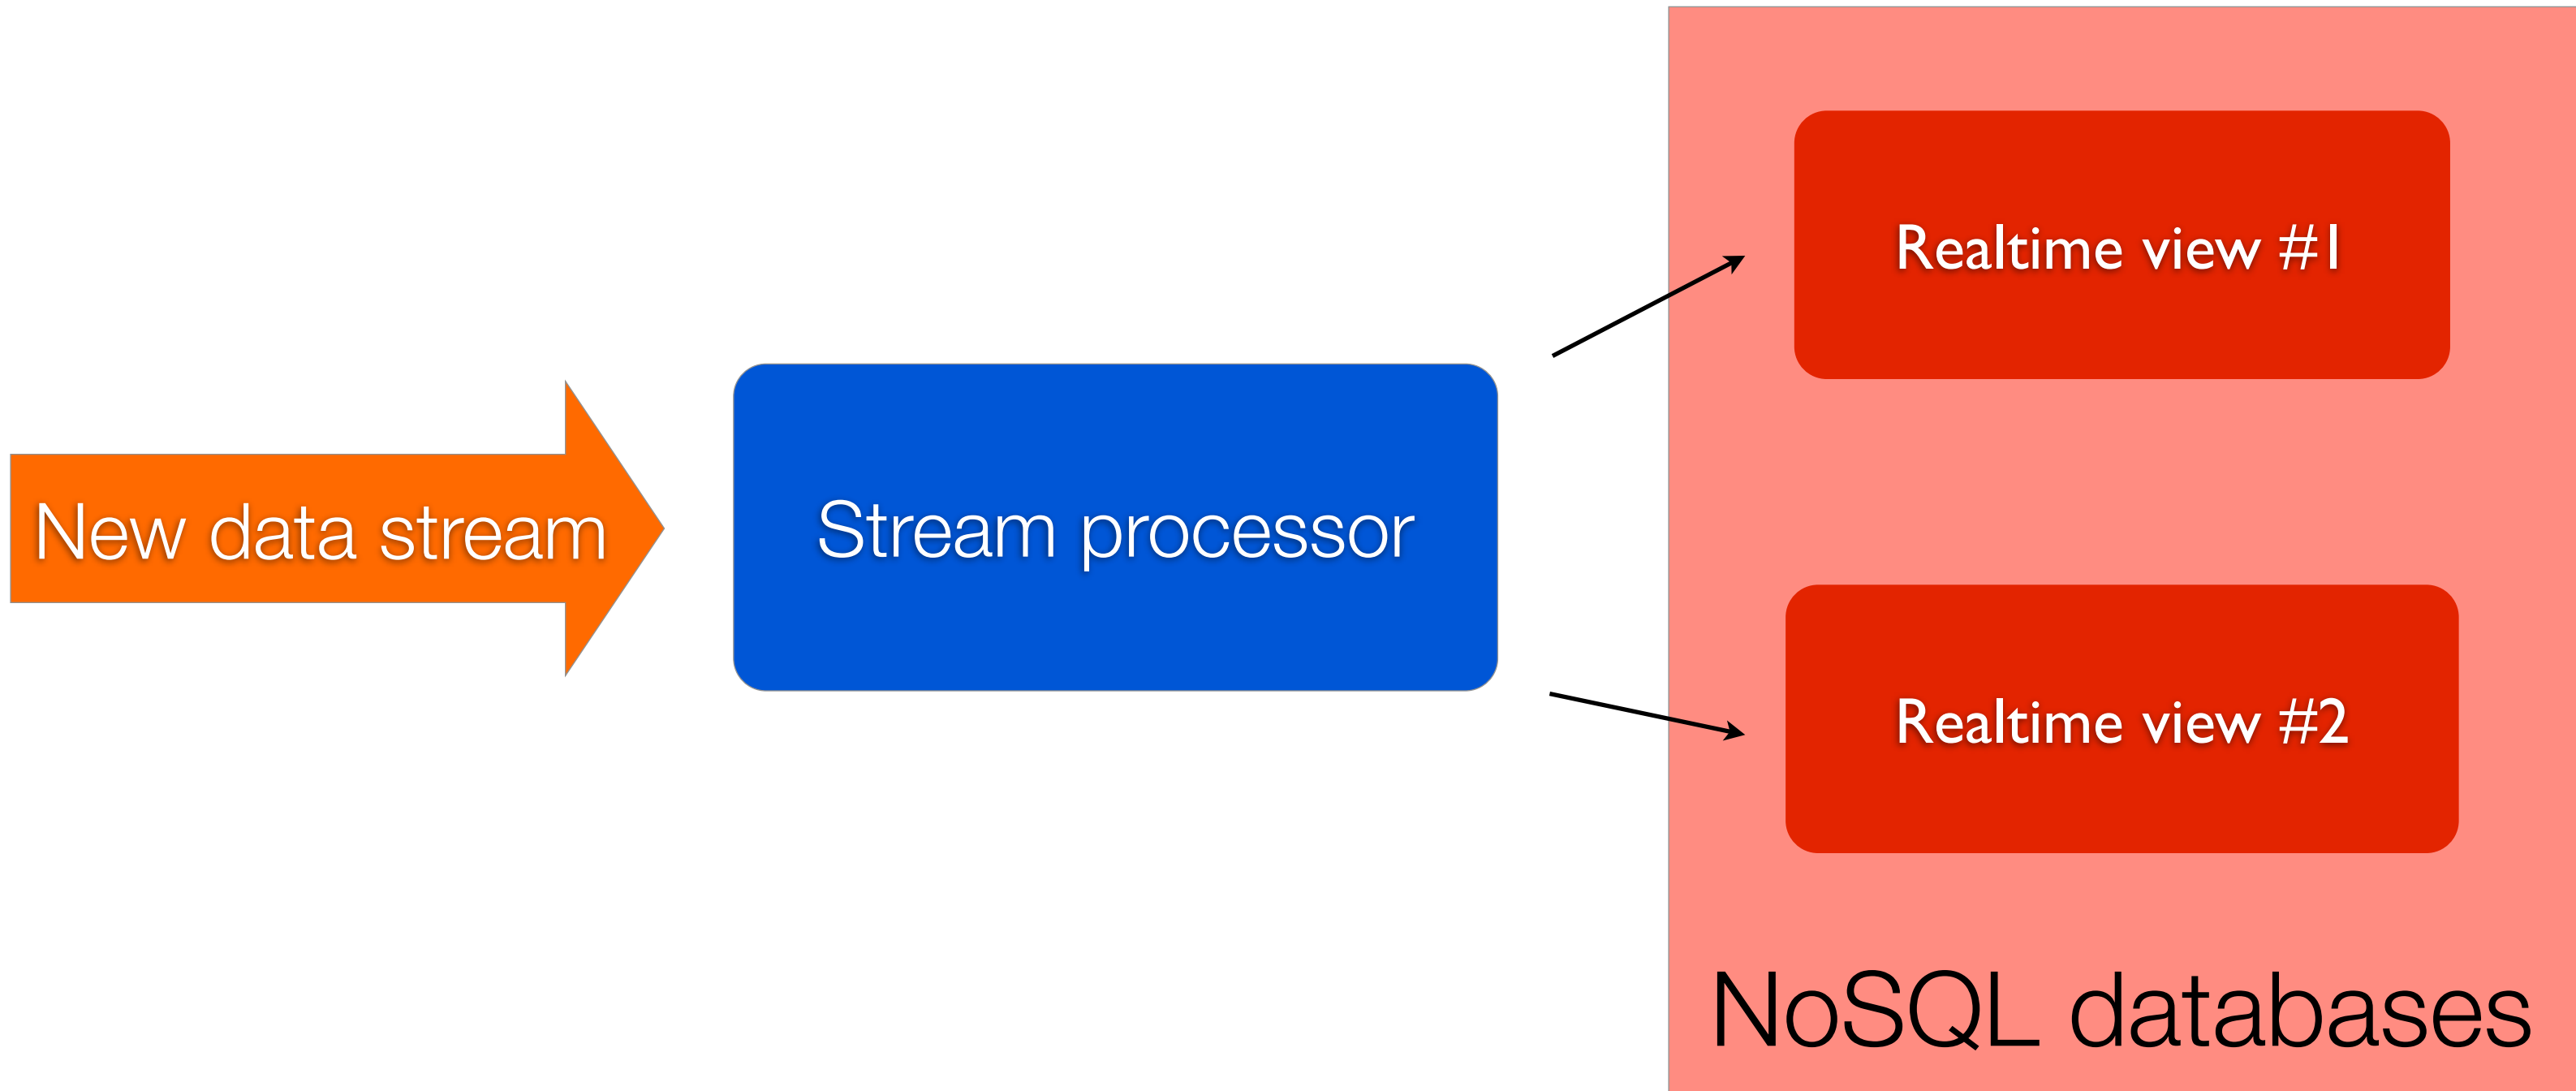 New data stream
Stream processor
Realtime view #1
Realtime view #2
NoSQL databases